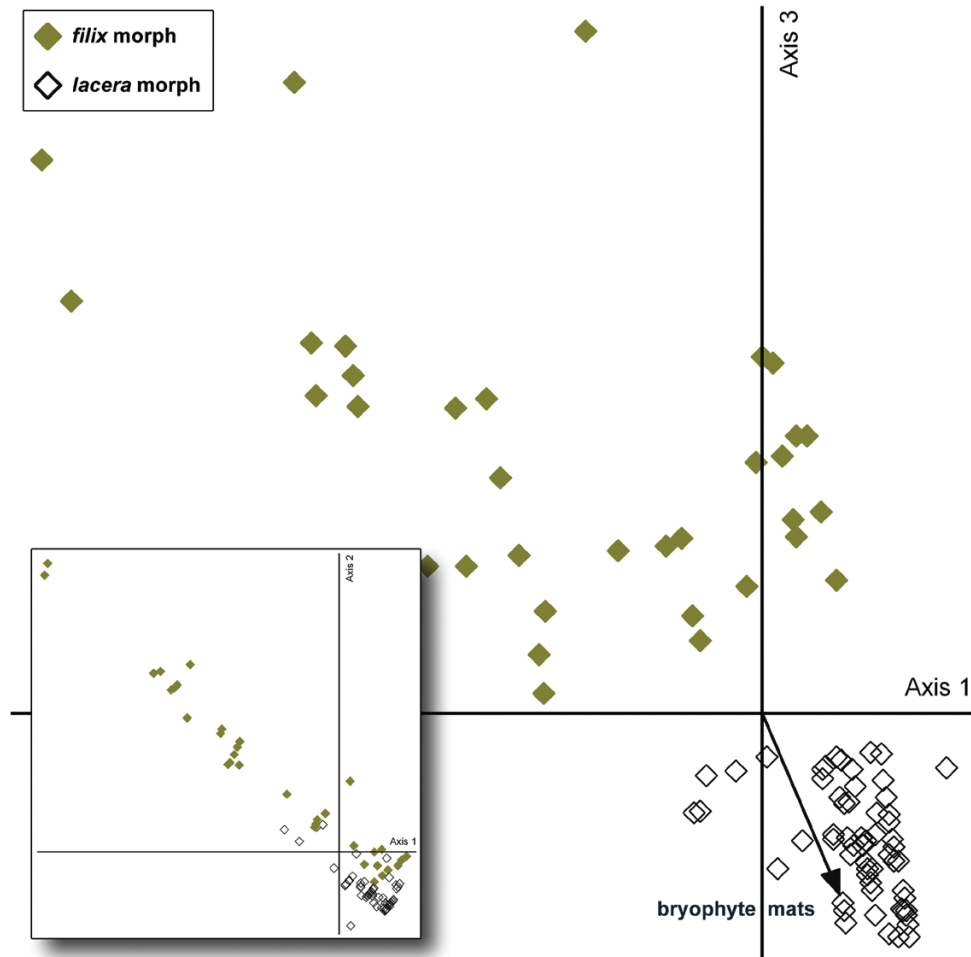 filix morph
lacera morph
Axis 3
Axis 1
bryophyte mats
Axis 2
Axis 1